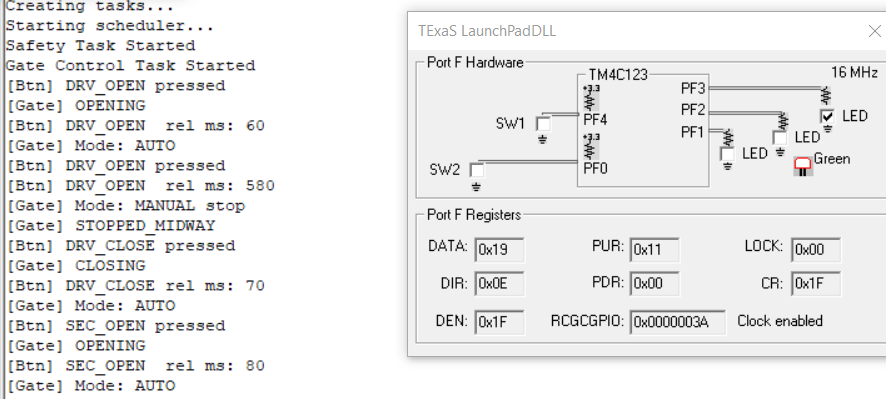 Creating tasks...
Starting scheduler...
Safety Task Started
Gate Control Task Started
[Btn] DRV_OPEN pressed
[Gate] OPENING
[Btn] DRV_OPEN  rel ms: 60
[Gate] Mode: AUTO
[Btn] DRV_OPEN pressed
[Btn] DRV_OPEN  rel ms: 580
[Gate] Mode: MANUAL stop
[Gate] STOPPED_MIDWAY
[Btn] DRV_CLOSE pressed
[Gate] CLOSING
[Btn] DRV_CLOSE rel ms: 70
[Gate] Mode: AUTO
[Btn] SEC_OPEN pressed
[Gate] OPENING
[Btn] SEC_OPEN  rel ms: 80
[Gate] Mode: AUTO
TExaS LaunchPadDLL
Port F Hardware
TM4C123
16 MHz
+3.3
PF3
PF2
PF1
SW1
PF4
+3.3
SW2
PF0
LED
LED
LED
Green
Port F Registers
DATA: 0x19 PUR: 0x11 LOCK: 0x00
DIR: 0x0E PDR: 0x00 CR: 0x1F
DEN: 0x1F RCGCGPIO: 0x0000003A Clock enabled